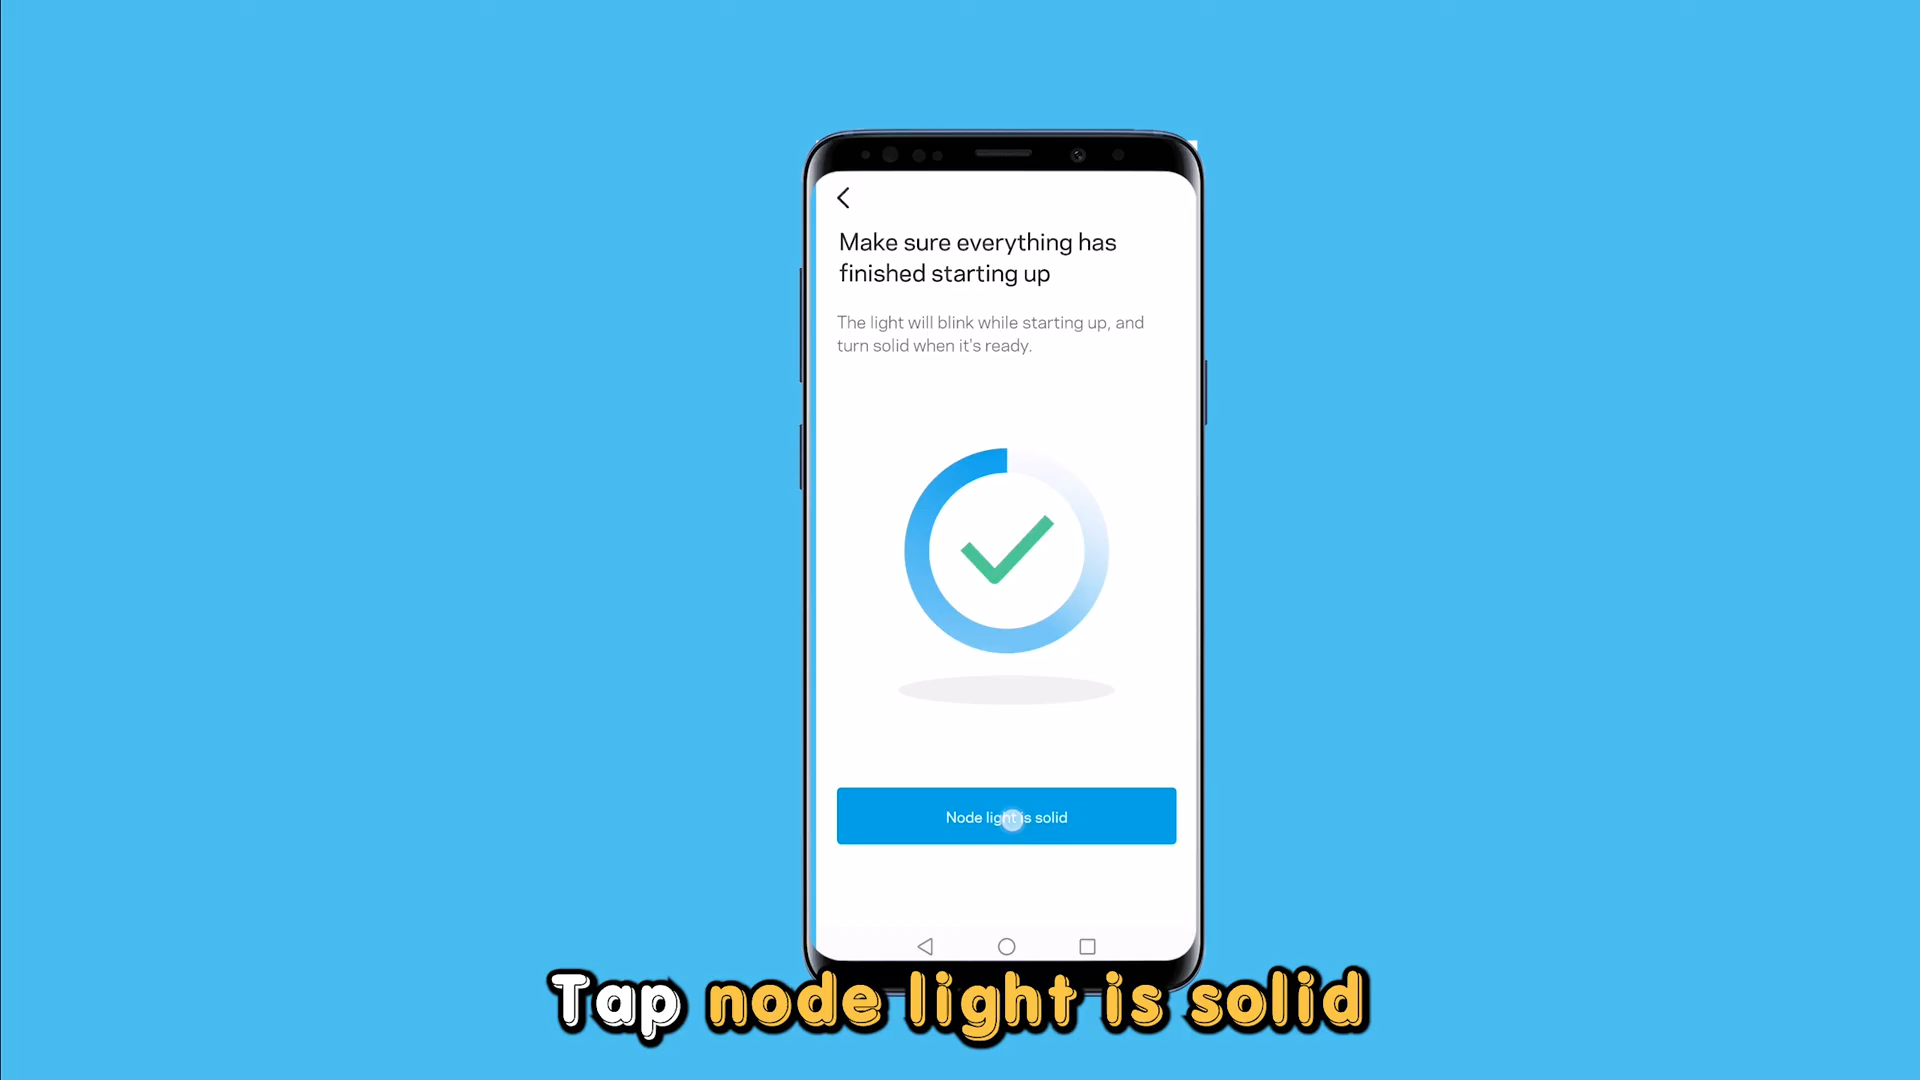 Make sure everything has
finished starting up
The light will blink while starting up, and
turn solid when it's ready.
Node light is solid
Tap node light is solid